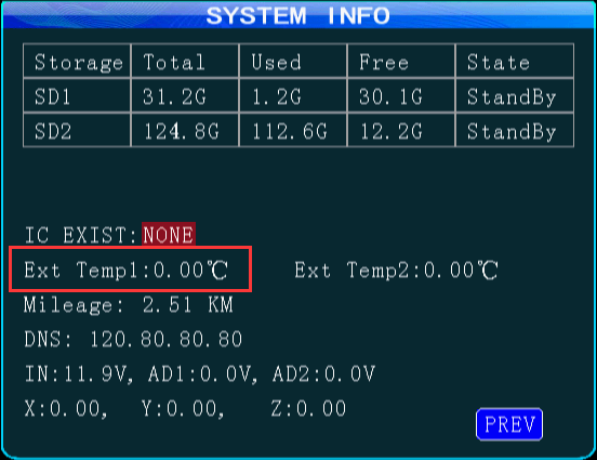 SYSTEM INFO
Storage Total Used Free State
SD1 31.2G 1.2G 30.1G StandBy
SD2 124.8G 112.6G 12.2G StandBy
IC EXIST:NONE
Ext Temp1:0.00℃ Ext Temp2:0.00℃
Mileage: 2.51 KM
DNS: 120.80.80.80
IN:11.9V, AD1:0.0V, AD2:0.0V
X:0.00, Y:0.00, Z:0.00
PREV